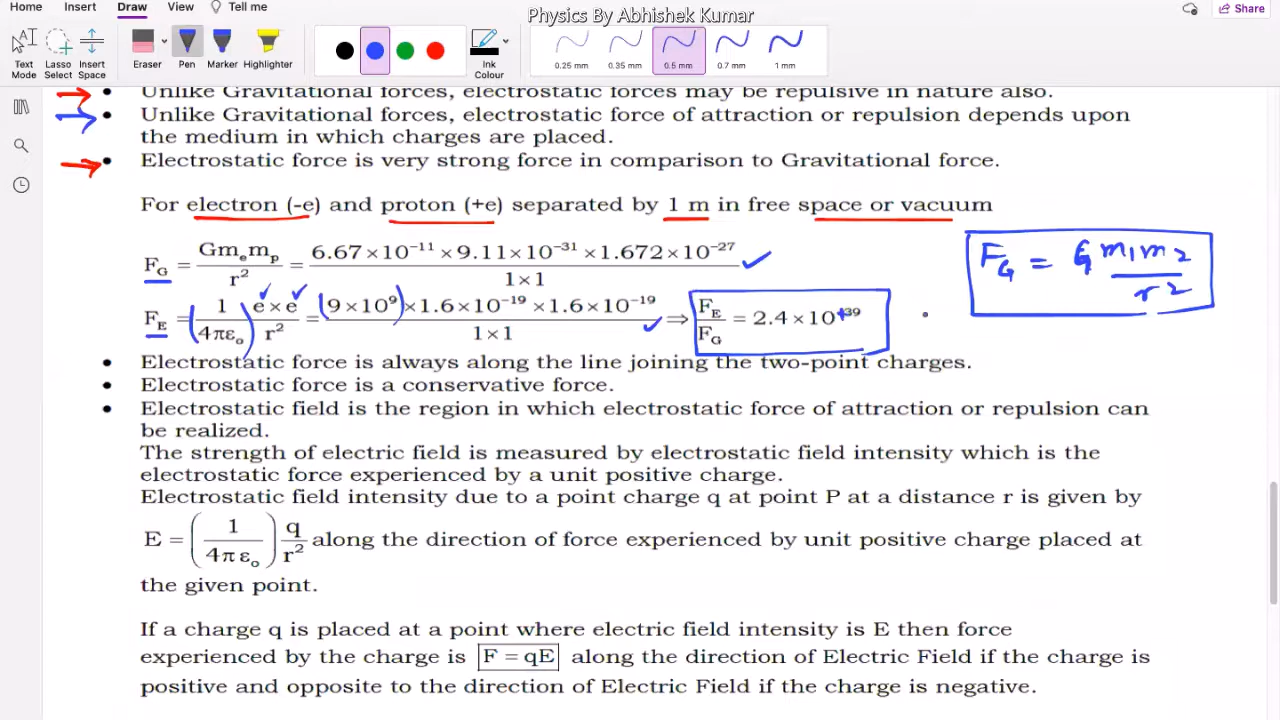 Home Insert Draw View Tell me
Physics By Abhishek Kumar
Share
Text Mode
Lasso Select
Insert Space
Eraser
Pen
Marker
Highlighter
Ink Colour
0.25 mm 0.35 mm 0.5 mm 0.7 mm 1 mm
• Unlike Gravitational forces, electrostatic forces may be repulsive in nature also.
• Unlike Gravitational forces, electrostatic force of attraction or repulsion depends upon
the medium in which charges are placed.
• Electrostatic force is very strong force in comparison to Gravitational force.
For electron (-e) and proton (+e) separated by 1 m in free space or vacuum
F_G = Gm_em_p / r² = 6.67×10⁻¹¹ ×9.11×10⁻³¹ ×1.672×10⁻²⁷ / 1×1
F_G = G m₁m₂ / r²
F_E = (1 / 4πε₀) e×e / r² = (9×10⁹)×1.6×10⁻¹⁹ ×1.6×10⁻¹⁹ / 1×1 ⇒ F_E / F_G = 2.4×10⁺³⁹
• Electrostatic force is always along the line joining the two-point charges.
• Electrostatic force is a conservative force.
• Electrostatic field is the region in which electrostatic force of attraction or repulsion can
be realized.
The strength of electric field is measured by electrostatic field intensity which is the
electrostatic force experienced by a unit positive charge.
Electrostatic field intensity due to a point charge q at point P at a distance r is given by
E = (1 / 4π ε₀) q / r² along the direction of force experienced by unit positive charge placed at
the given point.
If a charge q is placed at a point where electric field intensity is E then force
experienced by the charge is F = qE along the direction of Electric Field if the charge is
positive and opposite to the direction of Electric Field if the charge is negative.